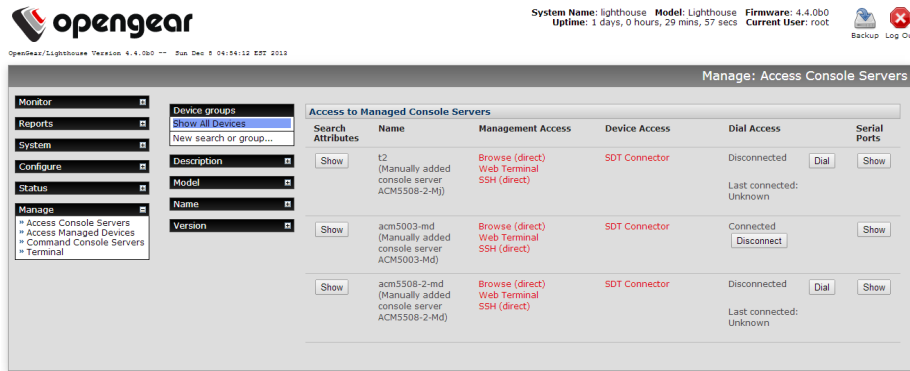 opengear
System Name: lighthouse Model: Lighthouse Firmware: 4.4.0b0
Uptime: 1 days, 0 hours, 29 mins, 57 secs Current User: root
Backup Log Ou
OpenGear/Lighthouse Version 4.4.0b0 -- Sun Dec 8 04:54:12 EST 2013
Manage: Access Console Servers
Monitor
Reports
System
Configure
Status
Manage
» Access Console Servers
» Access Managed Devices
» Command Console Servers
» Terminal
Device groups
Show All Devices
New search or group...
Description
Model
Name
Version
Access to Managed Console Servers
Search Attributes Name Management Access Device Access Dial Access Serial Ports
Show
t2
(Manually added
console server
ACM5508-2-Mj)
Browse (direct)
Web Terminal
SSH (direct)
SDT Connector
Disconnected
Dial
Last connected:
Unknown
Show
Show
acm5003-md
(Manually added
console server
ACM5003-Md)
Browse (direct)
Web Terminal
SSH (direct)
SDT Connector
Connected
Disconnect
Show
Show
acm5508-2-md
(Manually added
console server
ACM5508-2-Md)
Browse (direct)
Web Terminal
SSH (direct)
SDT Connector
Disconnected
Dial
Last connected:
Unknown
Show